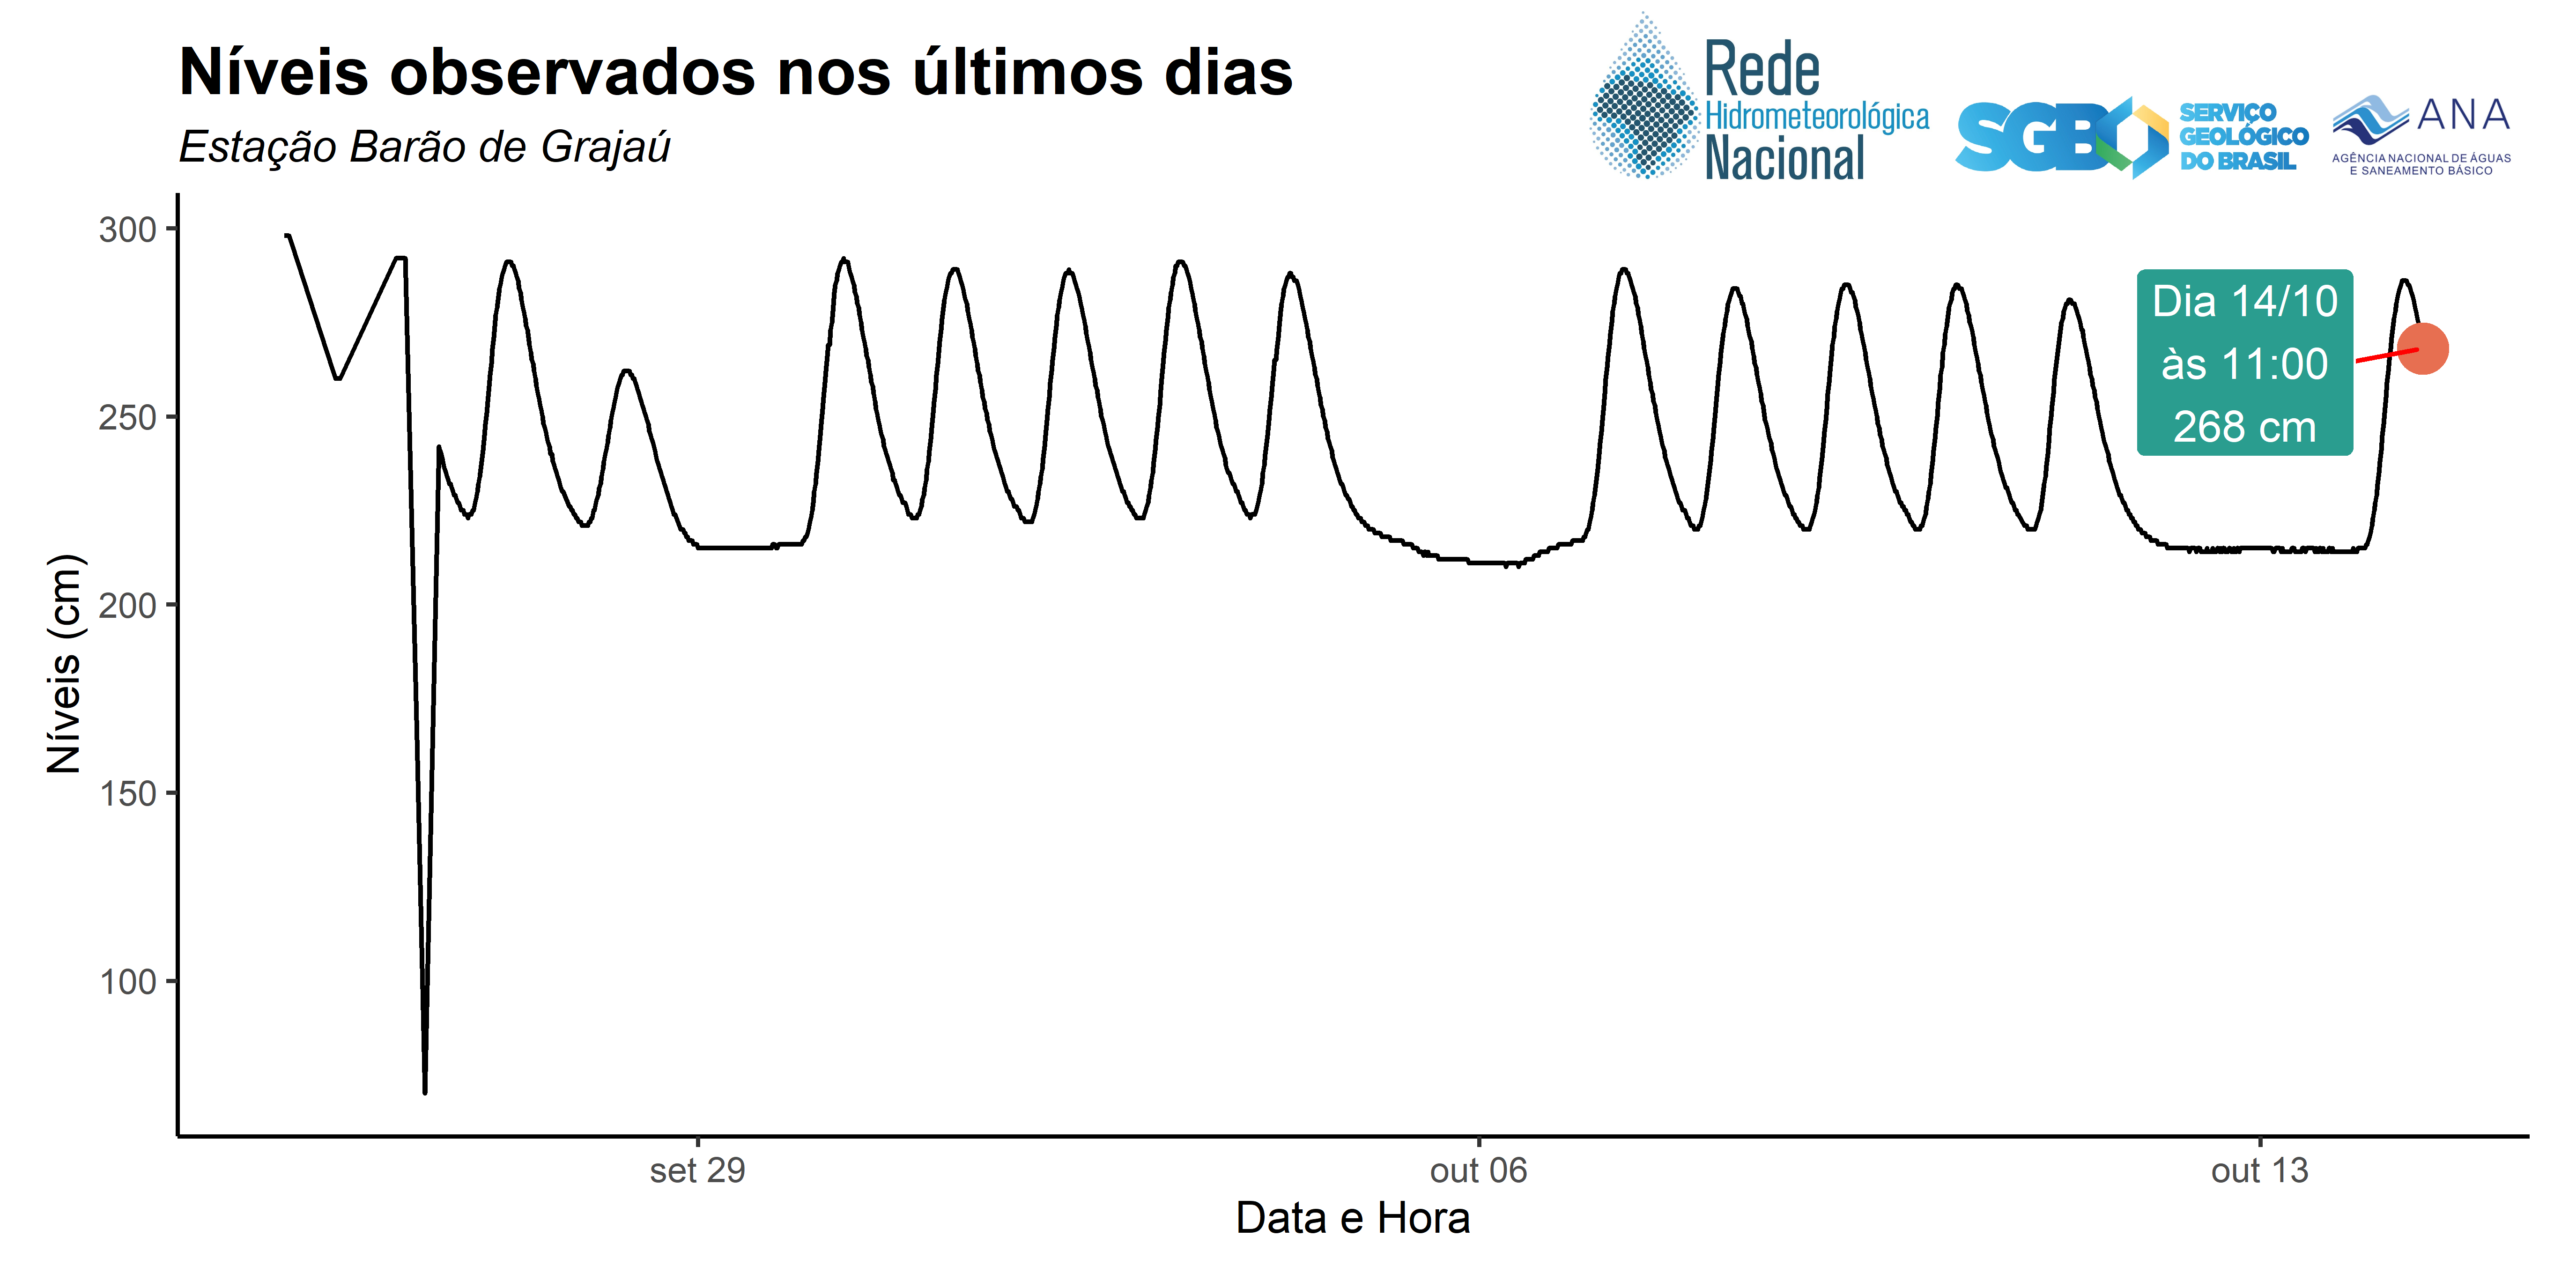 Níveis observados nos últimos dias
Estação Barão de Grajaú
Rede
Hidrometeorológica
Nacional
SGB
SERVIÇO
GEOLÓGICO
DO BRASIL
ANA
AGÊNCIA NACIONAL DE ÁGUAS
E SANEAMENTO BÁSICO
300
250
200
150
100
Níveis (cm)
Dia 14/10
às 11:00
268 cm
set 29
out 06
out 13
Data e Hora